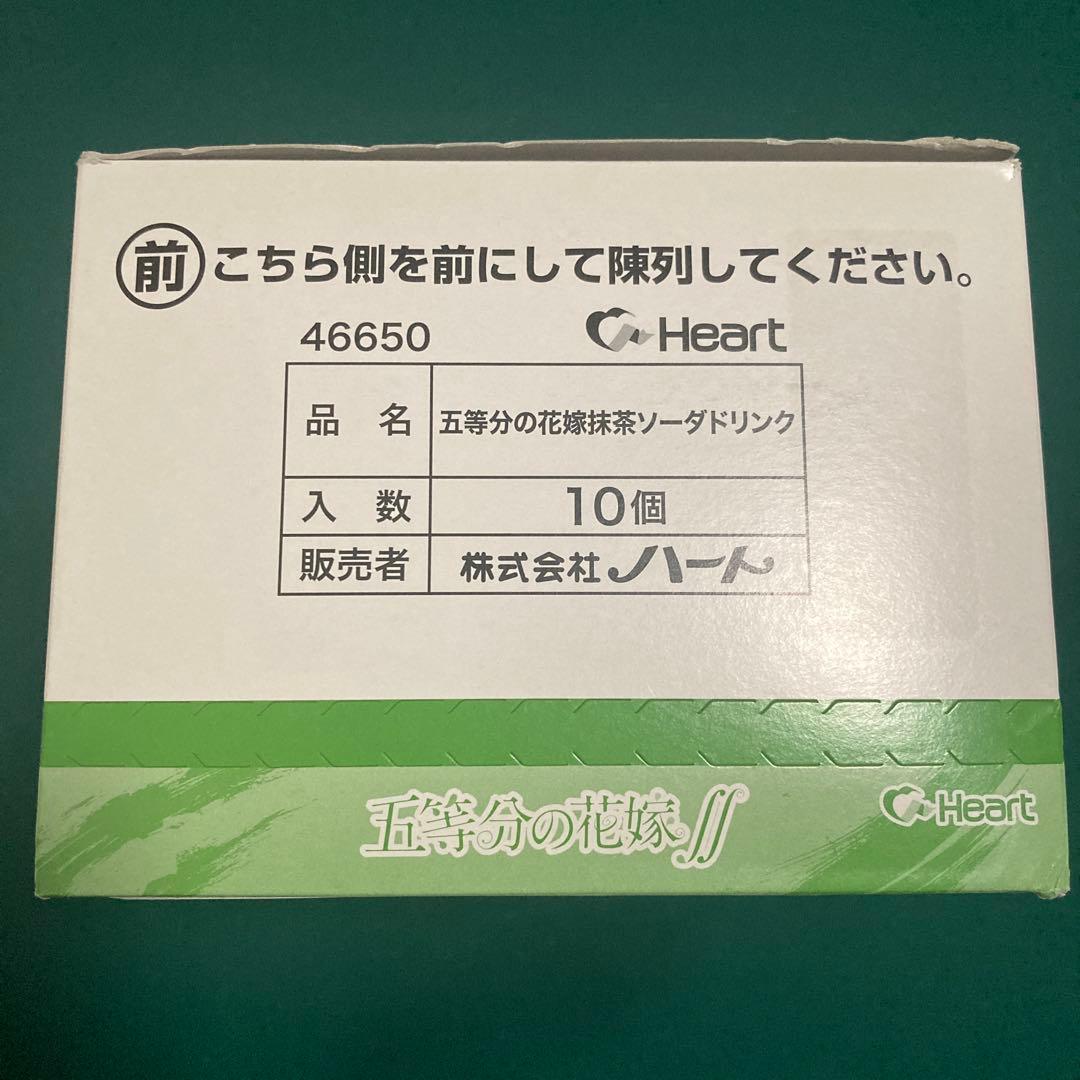 前 こちら側を前にして陳列してください。
46650 Heart
品 名 五等分の花嫁抹茶ソーダドリンク
入 数 10個
販売者 株式会社ハート
五等分の花嫁∬
Heart